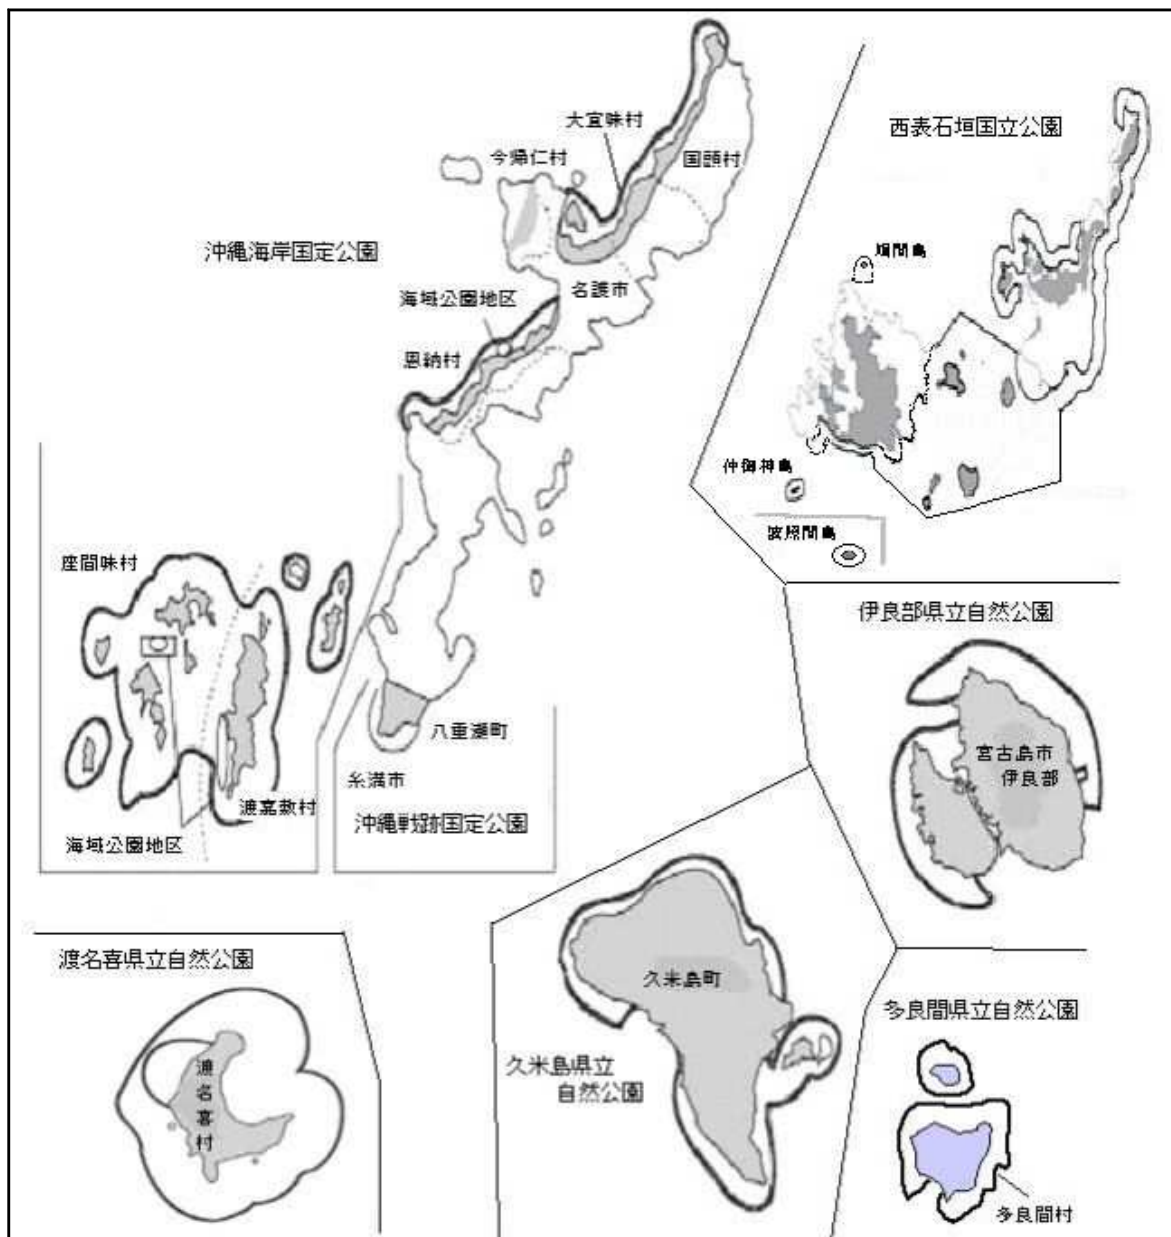 大宜味村
今帰仁村
国頭村
西表石垣国立公園
沖縄海岸国定公園
鳩間島
海域公園地区
名護市
恩納村
仲御神島
波照間島
座間味村
伊良部県立自然公園
八重瀬町
糸満市
渡嘉敷村
沖縄戦跡国定公園
海域公園地区
宮古島市
伊良部
渡名喜県立自然公園
久米島町
多良間県立自然公園
久米島県立
自然公園
渡名喜村
多良間村